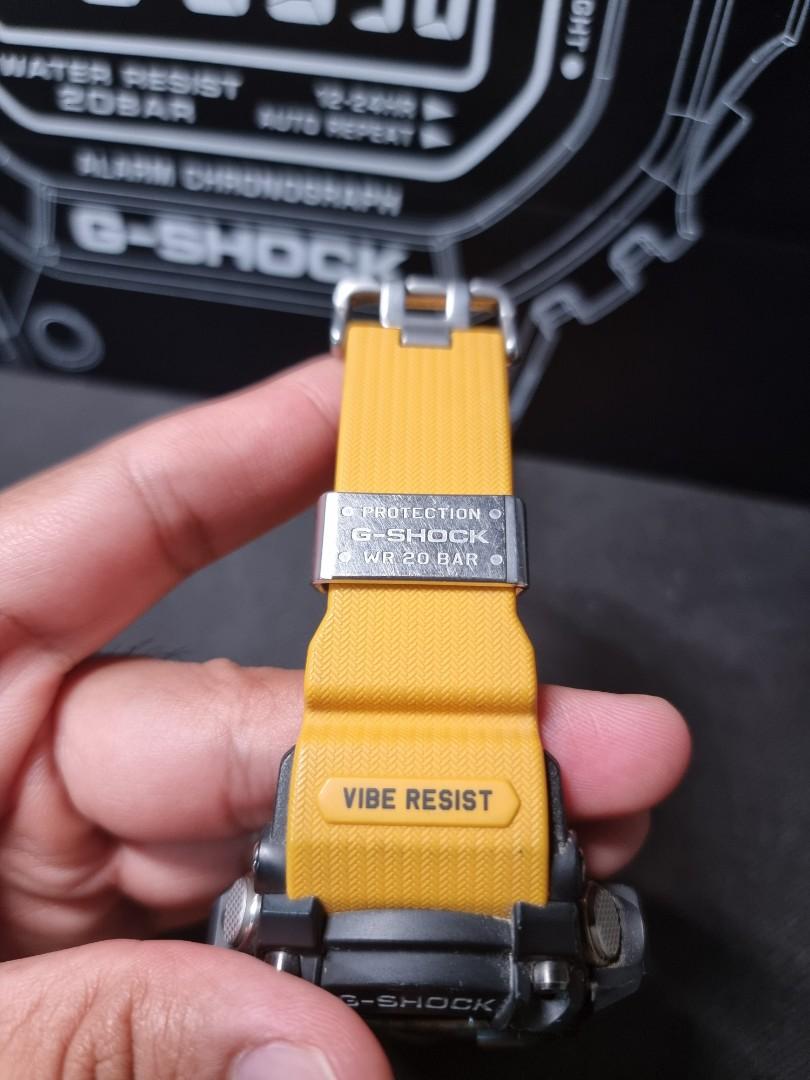 WATER RESIST
20BAR
12-24HR
AUTO REPEAT
ALARM CHRONOGRAPH
G-SHOCK
PROTECTION
G-SHOCK
WR 20 BAR
VIBE RESIST
G-SHOCK